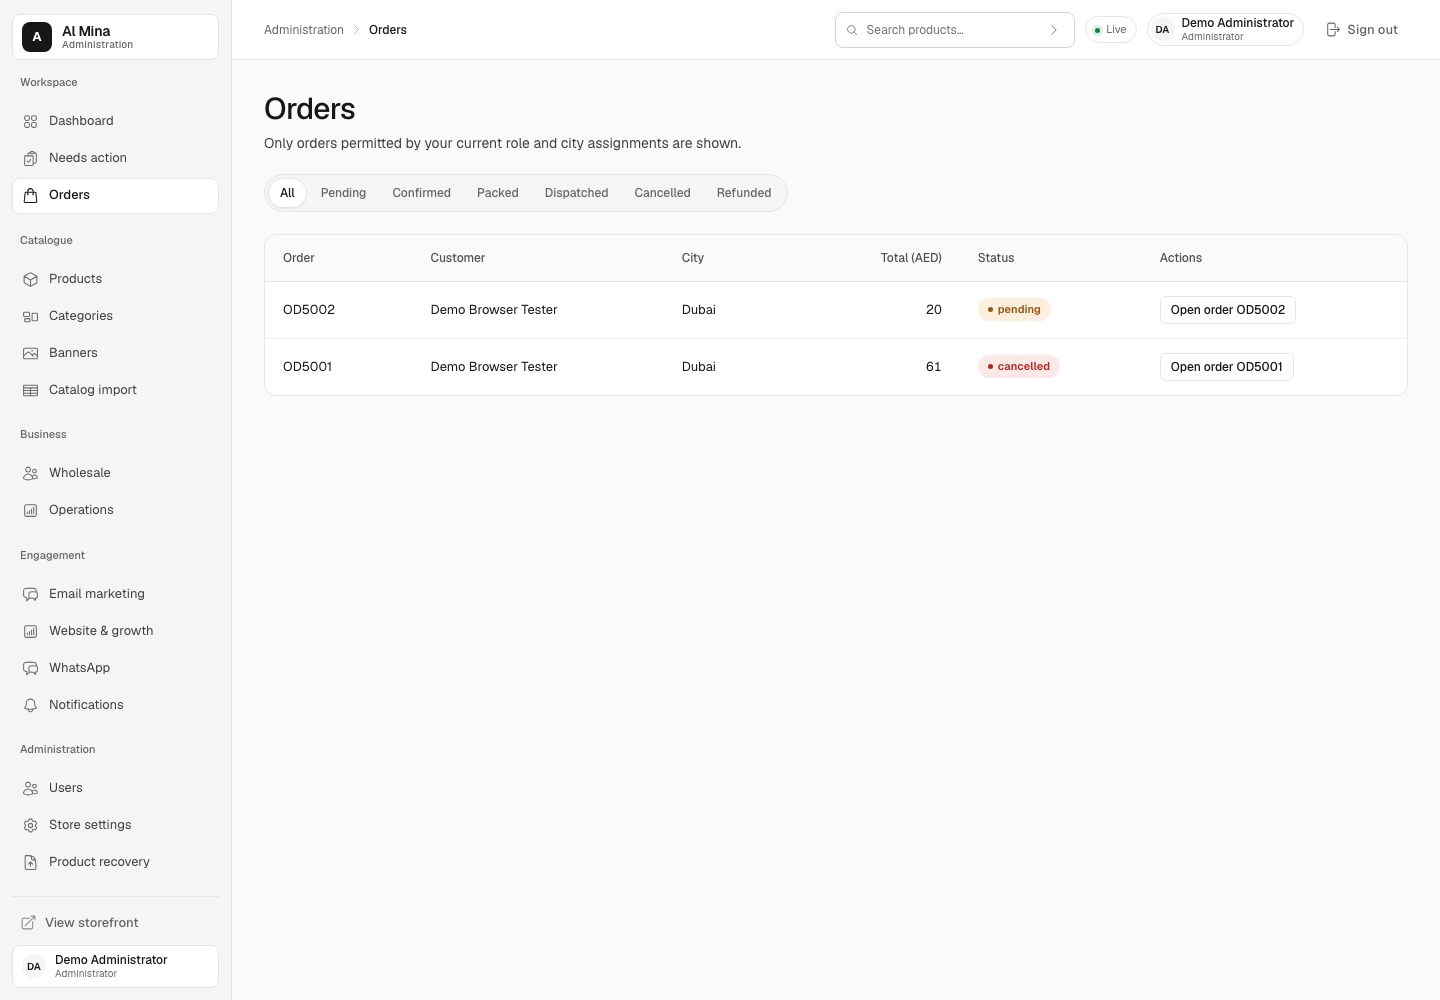 A
Al Mina
Administration
Workspace
Dashboard
Needs action
Orders
Catalogue
Products
Categories
Banners
Catalog import
Business
Wholesale
Operations
Engagement
Email marketing
Website & growth
WhatsApp
Notifications
Administration
Users
Store settings
Product recovery
View storefront
DA
Demo Administrator
Administrator
Administration Orders
Search products...
Live
DA
Demo Administrator
Administrator
Sign out
Orders
Only orders permitted by your current role and city assignments are shown.
All Pending Confirmed Packed Dispatched Cancelled Refunded
Order Customer City Total (AED) Status Actions
OD5002 Demo Browser Tester Dubai 20 pending Open order OD5002
OD5001 Demo Browser Tester Dubai 61 cancelled Open order OD5001